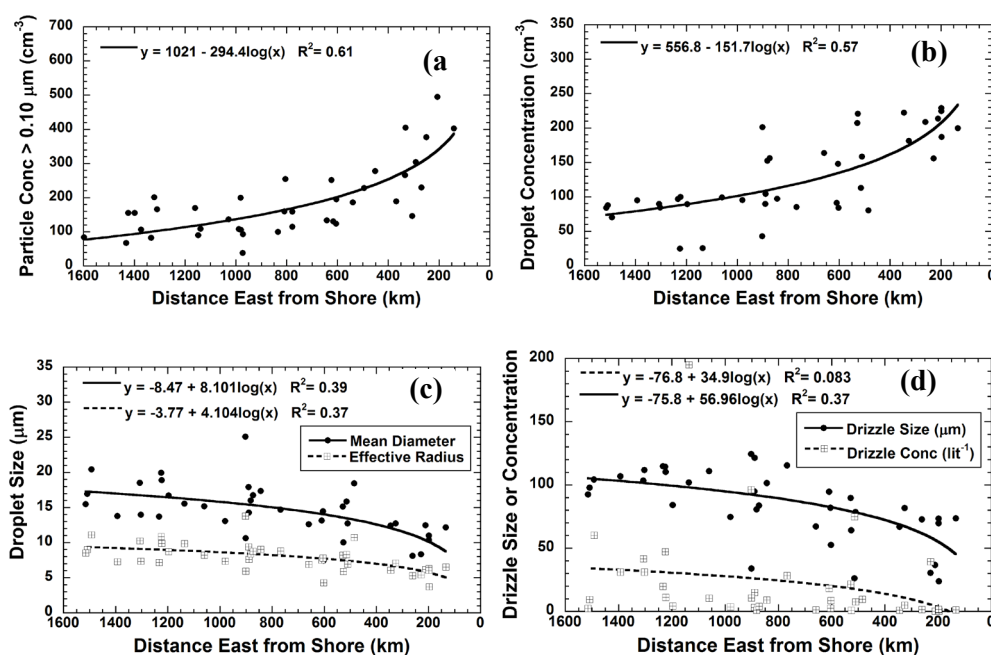 y = 1021 - 294.4log(x) R²= 0.61
(a
Particle Conc > 0.10 μm (cm⁻³)
500
400
300
200
100
0
1600 1400 1200 1000 800 600 400 200 0
Distance East from Shore (km)
y = 556.8 - 151.7log(x) R²= 0.57
(b)
Droplet Concentration (cm⁻³)
350
300
250
200
150
100
50
0
1600 1400 1200 1000 800 600 400 200 0
Distance East from Shore (km)
y = -8.47 + 8.101log(x) R²= 0.39
y = -3.77 + 4.104log(x) R²= 0.37
(c)
Mean Diameter
Effective Radius
Droplet Size (μm)
35
30
25
20
15
10
5
0
1600 1400 1200 1000 800 600 400 200 0
Distance East from Shore (km)
y = -76.8 + 34.9log(x) R²= 0.083
y = -75.8 + 56.96log(x) R²= 0.37
(d)
Drizzle Size (μm)
Drizzle Conc (lit⁻¹)
Drizzle Size or Concentration
200
150
100
50
0
1600 1400 1200 1000 800 600 400 200 0
Distance East from Shore (km)